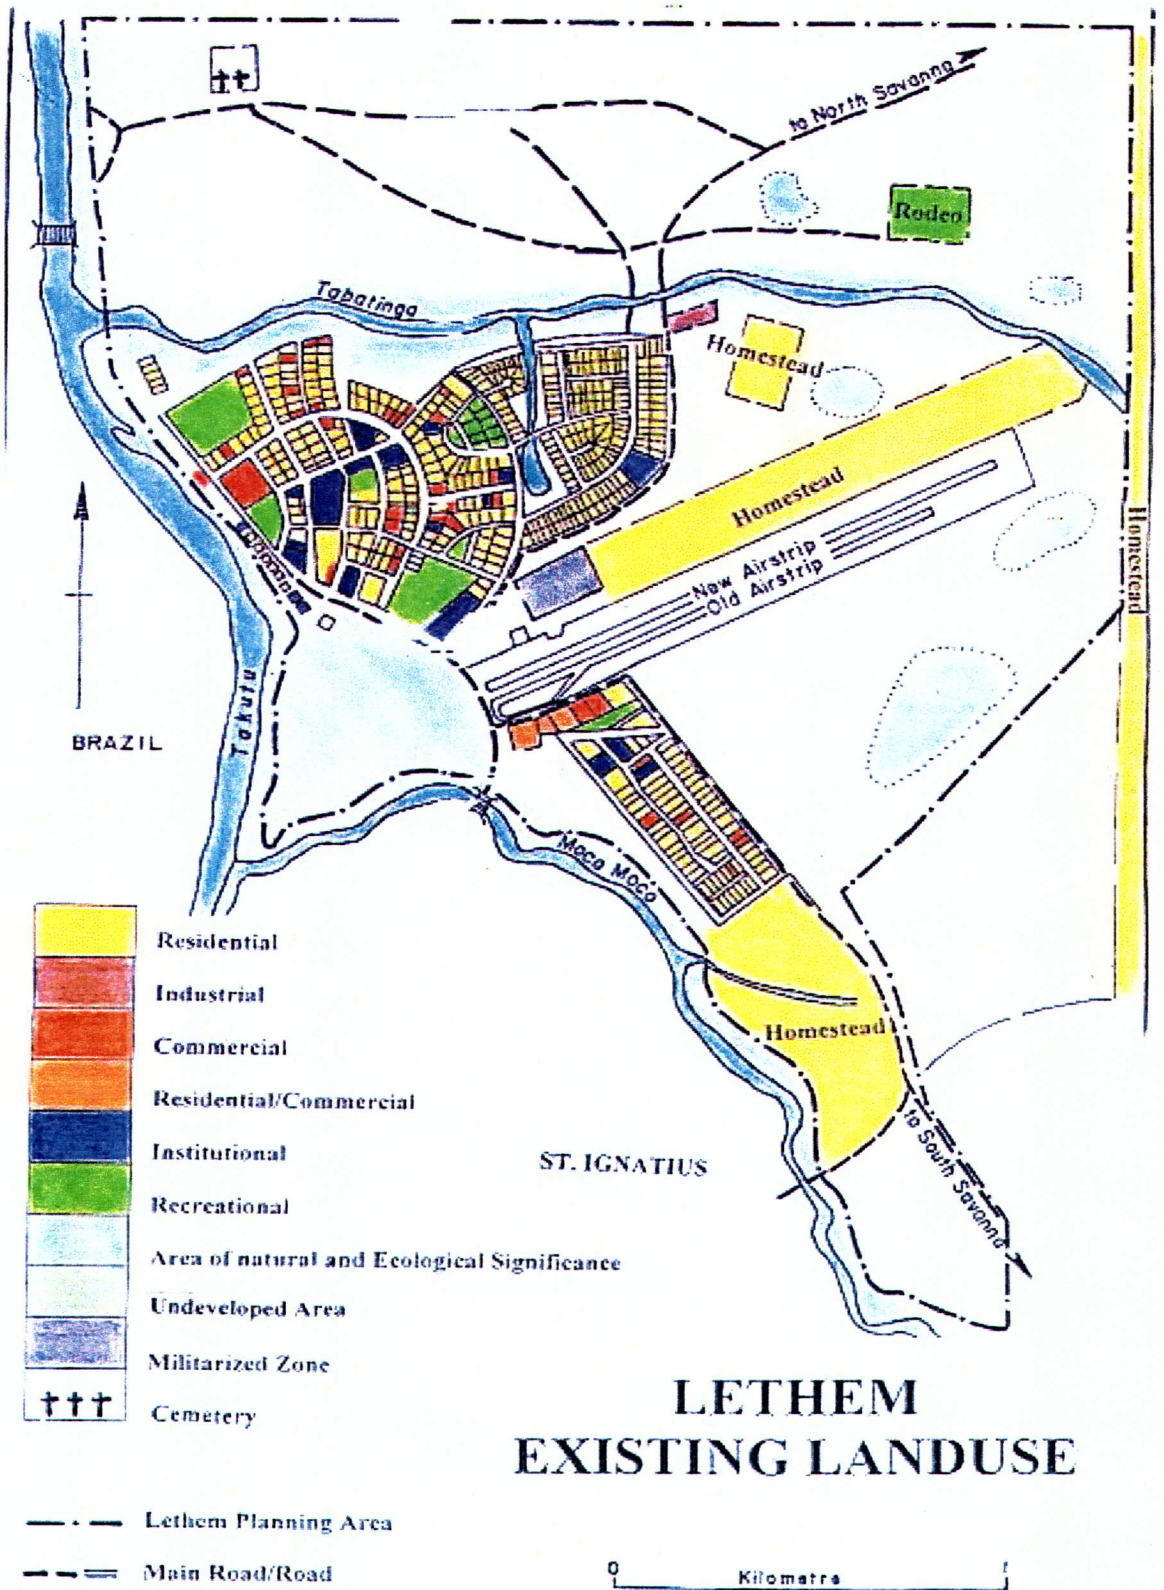 to North Savanna
Rodeo
Tabatinga
Homestead
Homestead
Homestead
New Airstrip
Old Airstrip
BRAZIL
Takutu
Moco Moco
Homestead
to South Savanna
ST. IGNATIUS
Residential
Industrial
Commercial
Residential/Commercial
Institutional
Recreational
Area of natural and Ecological Significance
Undeveloped Area
Militarized Zone
Cemetery
LETHEM
EXISTING LANDUSE
Lethem Planning Area
Main Road/Road
0 1
Kilometre